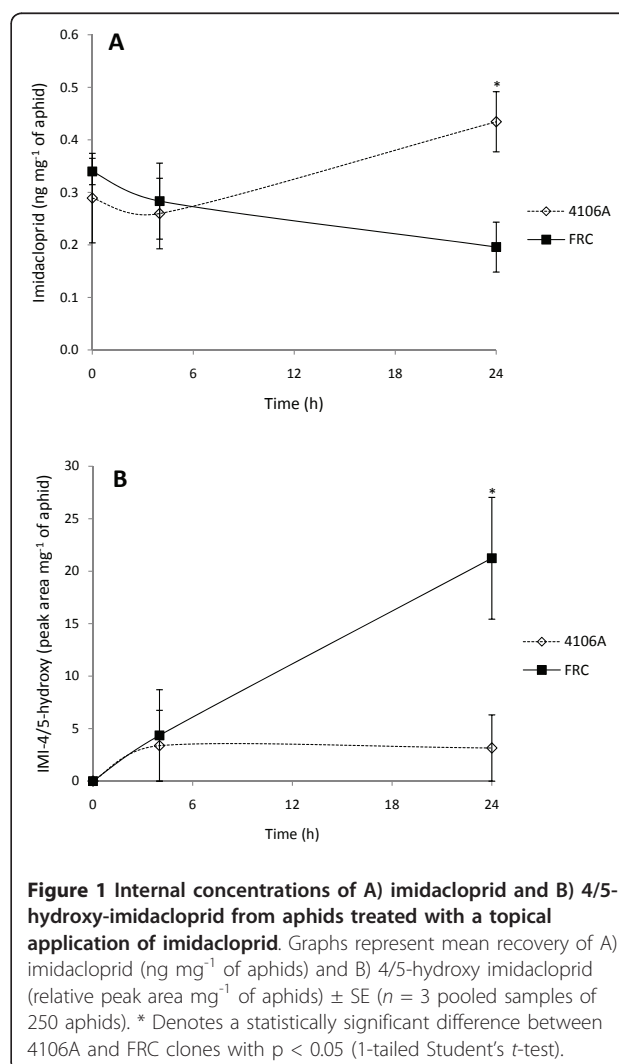 A
0.6
0.5
0.4
0.3
0.2
0.1
0.0
Imidacloprid (ng mg⁻¹ of aphid)
*
4106A
FRC
0 6 12 18 24
Time (h)
B
30
25
20
15
10
5
0
IMI-4/5-hydroxy (peak area mg⁻¹ of aphid)
*
4106A
FRC
0 6 12 18 24
Time (h)
Figure 1 Internal concentrations of A) imidacloprid and B) 4/5-
hydroxy-imidacloprid from aphids treated with a topical
application of imidacloprid. Graphs represent mean recovery of A)
imidacloprid (ng mg⁻¹ of aphids) and B) 4/5-hydroxy imidacloprid
(relative peak area mg⁻¹ of aphids) ± SE (n = 3 pooled samples of
250 aphids). * Denotes a statistically significant difference between
4106A and FRC clones with p < 0.05 (1-tailed Student's t-test).